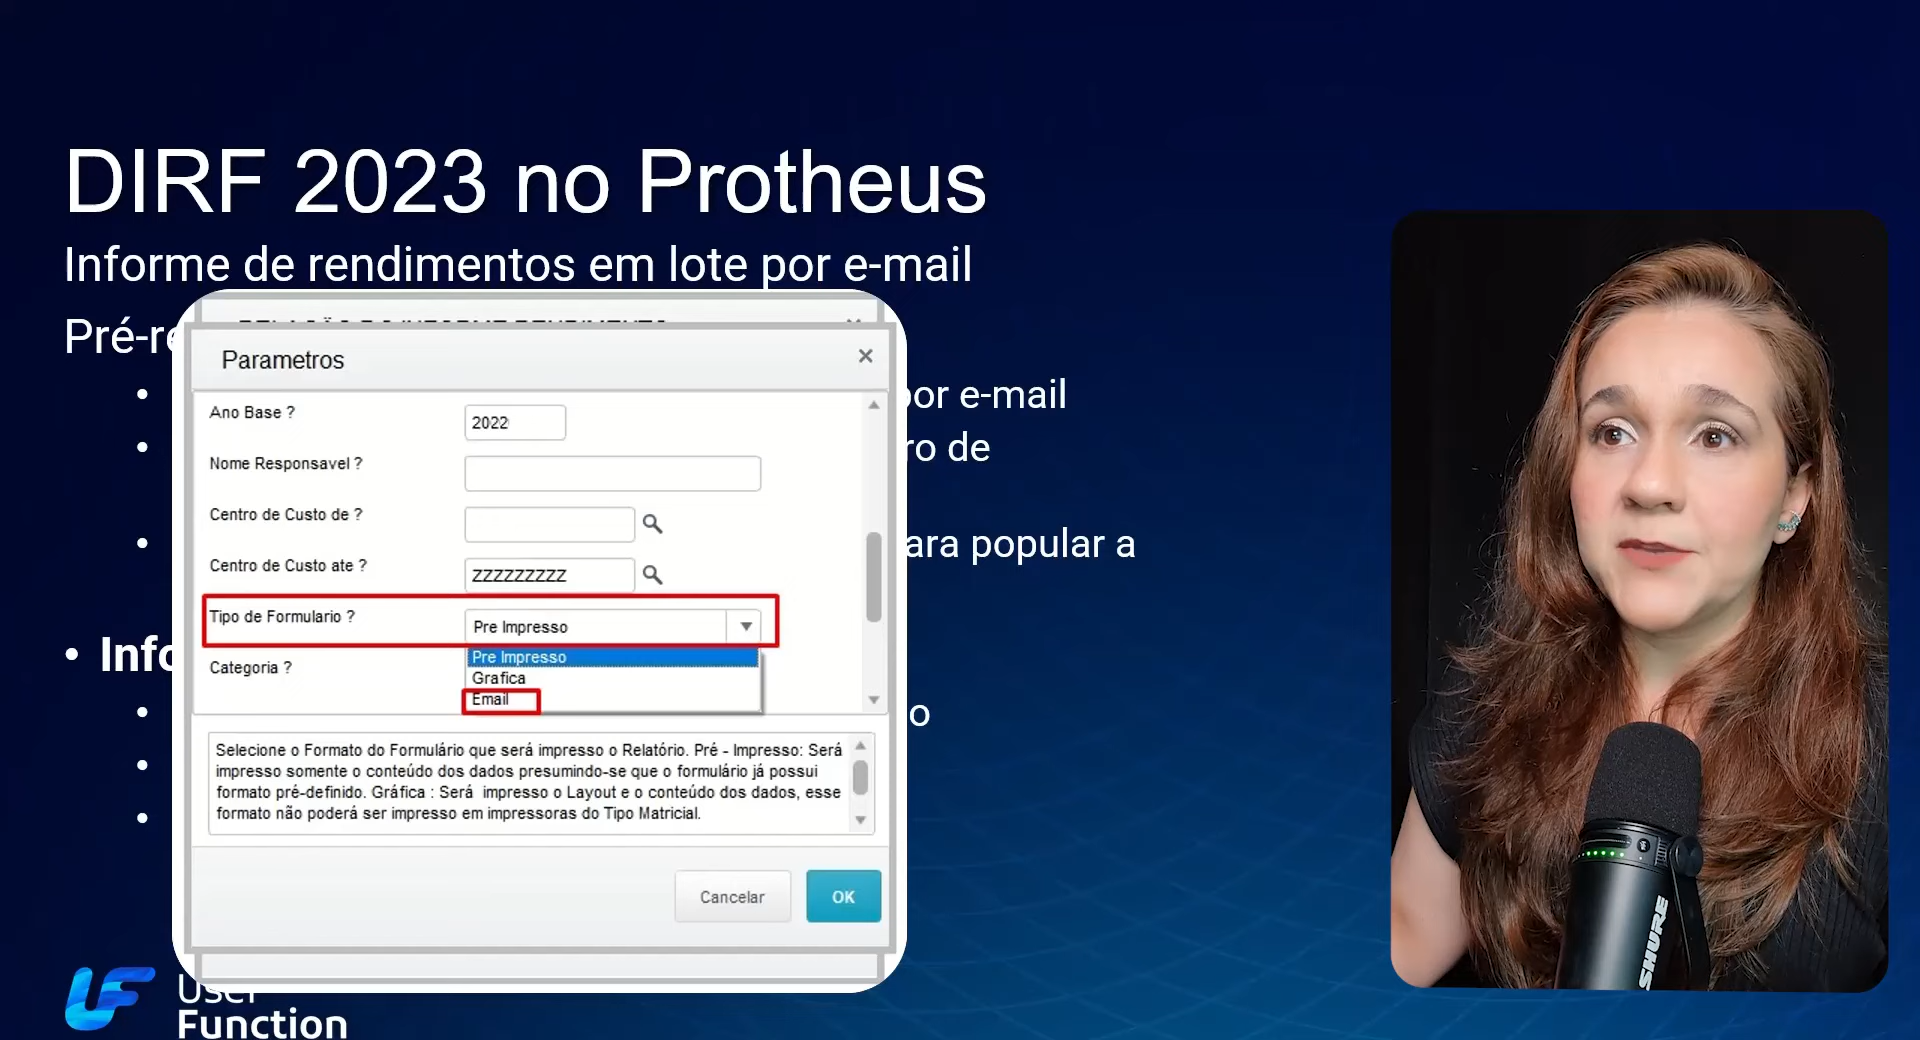 DIRF 2023 no Protheus
Informe de rendimentos em lote por e-mail
Parametros
por e-mail
de
para popular a
Ano Base ?
2022
Nome Responsavel ?
Centro de Custo de ?
Centro de Custo ate ?
ZZZZZZZZZ
Tipo de Formulario ?
Pre Impresso
Pre Impresso
Grafica
Email
Categoria ?
Selecione o Formato do Formulário que será impresso o Relatório. Pré - Impresso: Será
impresso somente o conteúdo dos dados presumindo-se que o formulário já possui
formato pré-definido. Gráfica : Será impresso o Layout e o conteúdo dos dados, esse
formato não poderá ser impresso em impressoras do Tipo Matricial.
Cancelar
OK
UF
User
Function
SHURE